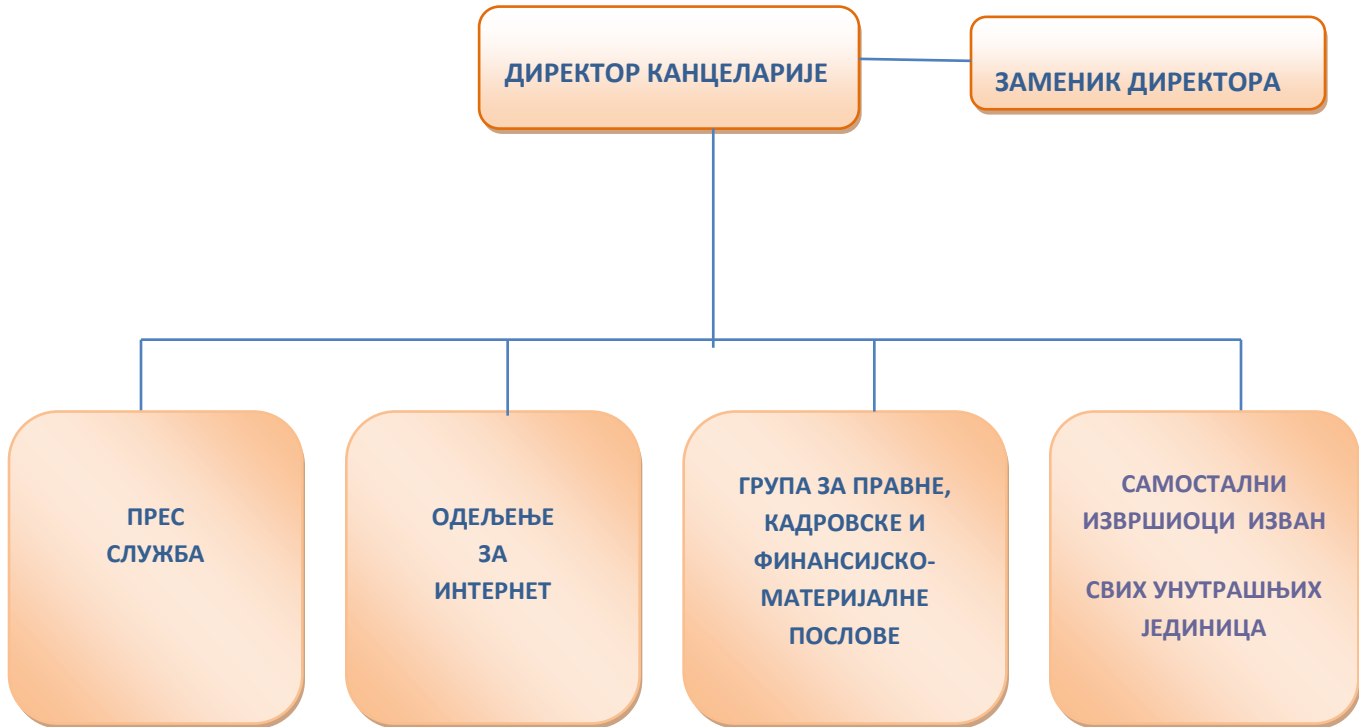 ДИРЕКТОР КАНЦЕЛАРИЈЕ
ЗАМЕНИК ДИРЕКТОРА
ПРЕС
СЛУЖБА
ОДЕЉЕЊЕ
ЗА
ИНТЕРНЕТ
ГРУПА ЗА ПРАВНЕ,
КАДРОВСКЕ И
ФИНАНСИЈСКО-
МАТЕРИЈАЛНЕ
ПОСЛОВЕ
САМОСТАЛНИ
ИЗВРШИОЦИ ИЗВАН
СВИХ УНУТРАШЊИХ
ЈЕДИНИЦА